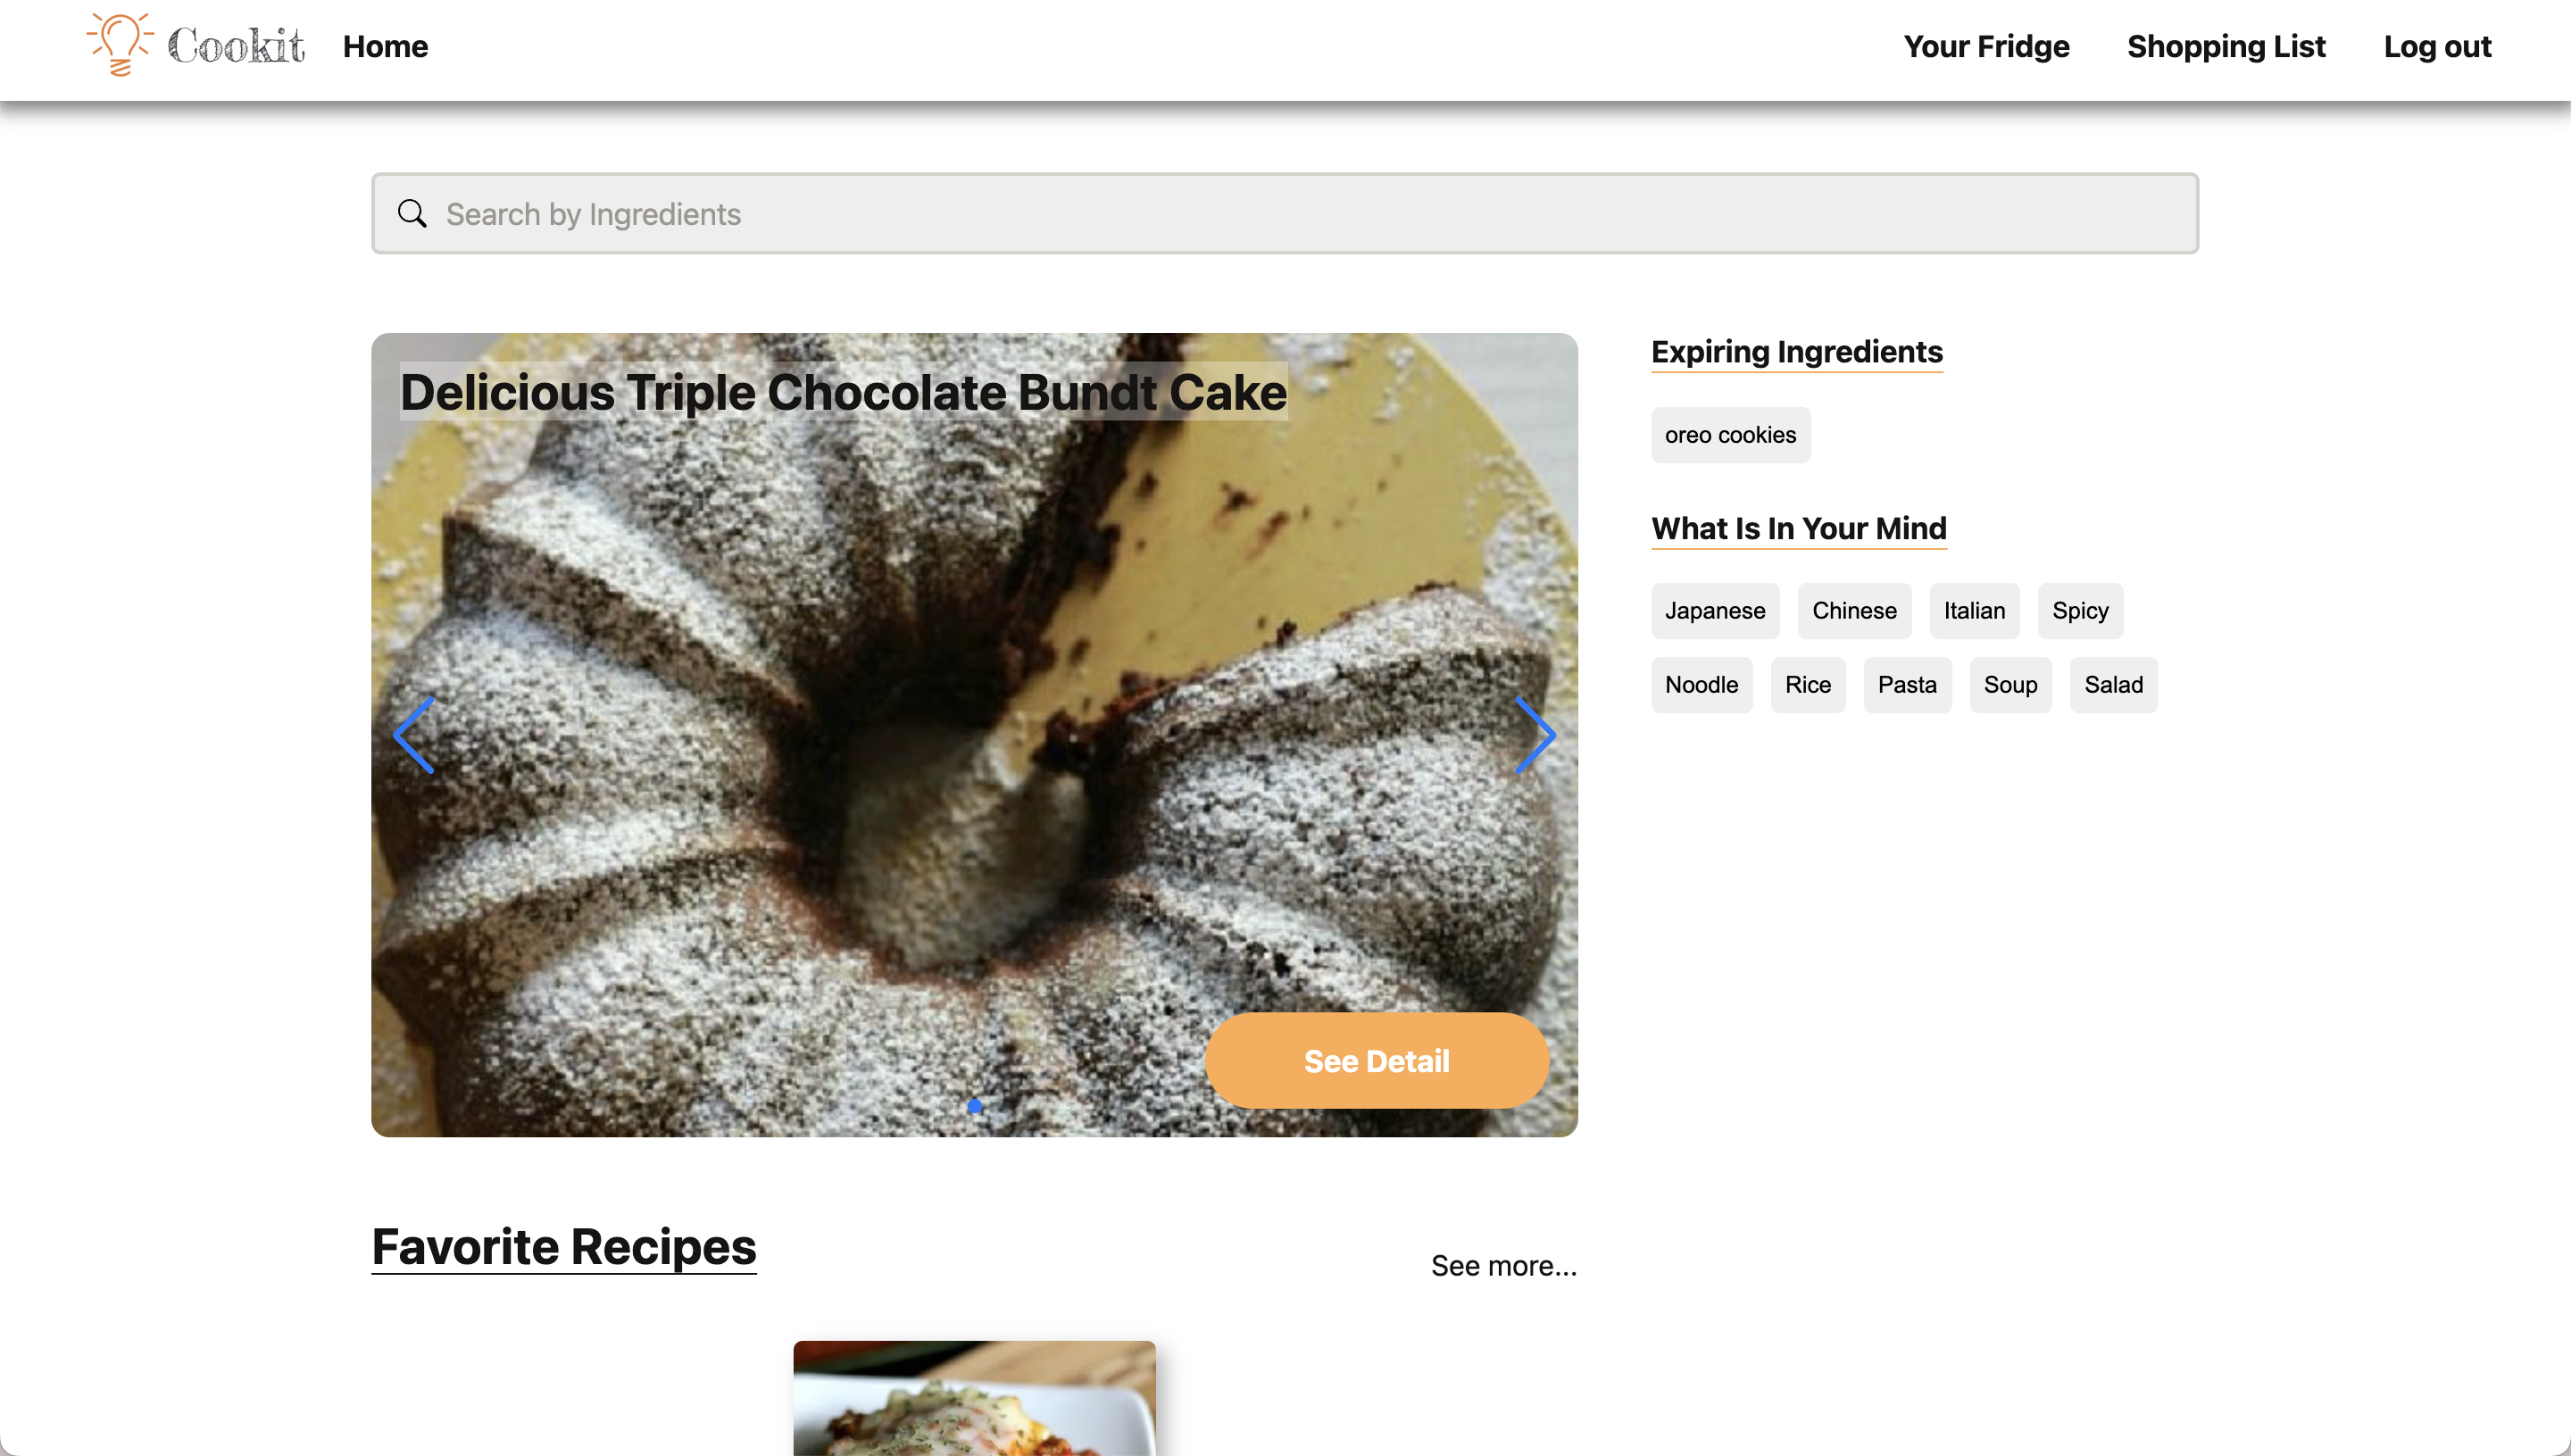 Cookit Home Your Fridge Shopping List Log out
Search by Ingredients
Delicious Triple Chocolate Bundt Cake
See Detail
Expiring Ingredients
oreo cookies
What Is In Your Mind
Japanese Chinese Italian Spicy
Noodle Rice Pasta Soup Salad
Favorite Recipes See more...